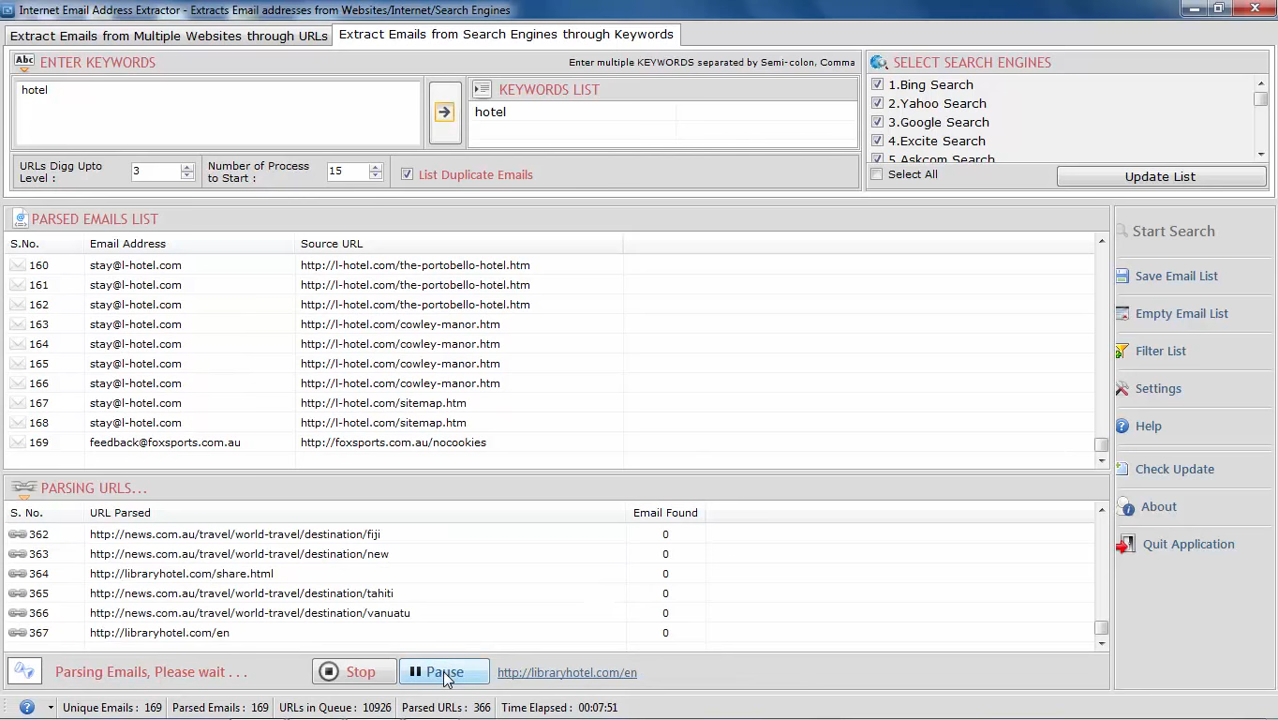 Internet Email Address Extractor - Extracts Email addresses from Websites/Internet/Search Engines
Extract Emails from Multiple Websites through URLs
Extract Emails from Search Engines through Keywords
Abc ENTER KEYWORDS
Enter multiple KEYWORDS separated by Semi-colon, Comma
hotel
KEYWORDS LIST
hotel
URLs Digg Upto Level : 3
Number of Process to Start : 15
List Duplicate Emails
SELECT SEARCH ENGINES
1.Bing Search
2.Yahoo Search
3.Google Search
4.Excite Search
5.Askcom Search
Select All
Update List
PARSED EMAILS LIST
S.No. Email Address Source URL
160 stay@l-hotel.com http://l-hotel.com/the-portobello-hotel.htm
161 stay@l-hotel.com http://l-hotel.com/the-portobello-hotel.htm
162 stay@l-hotel.com http://l-hotel.com/the-portobello-hotel.htm
163 stay@l-hotel.com http://l-hotel.com/cowley-manor.htm
164 stay@l-hotel.com http://l-hotel.com/cowley-manor.htm
165 stay@l-hotel.com http://l-hotel.com/cowley-manor.htm
166 stay@l-hotel.com http://l-hotel.com/cowley-manor.htm
167 stay@l-hotel.com http://l-hotel.com/sitemap.htm
168 stay@l-hotel.com http://l-hotel.com/sitemap.htm
169 feedback@foxsports.com.au http://foxsports.com.au/nocookies
PARSING URLS...
S. No. URL Parsed Email Found
362 http://news.com.au/travel/world-travel/destination/fiji 0
363 http://news.com.au/travel/world-travel/destination/new 0
364 http://libraryhotel.com/share.html 0
365 http://news.com.au/travel/world-travel/destination/tahiti 0
366 http://news.com.au/travel/world-travel/destination/vanuatu 0
367 http://libraryhotel.com/en 0
Start Search
Save Email List
Empty Email List
Filter List
Settings
Help
Check Update
About
Quit Application
Parsing Emails, Please wait . . .
Stop
Pause
http://libraryhotel.com/en
Unique Emails : 169 Parsed Emails : 169 URLs in Queue : 10926 Parsed URLs : 366 Time Elapsed : 00:07:51